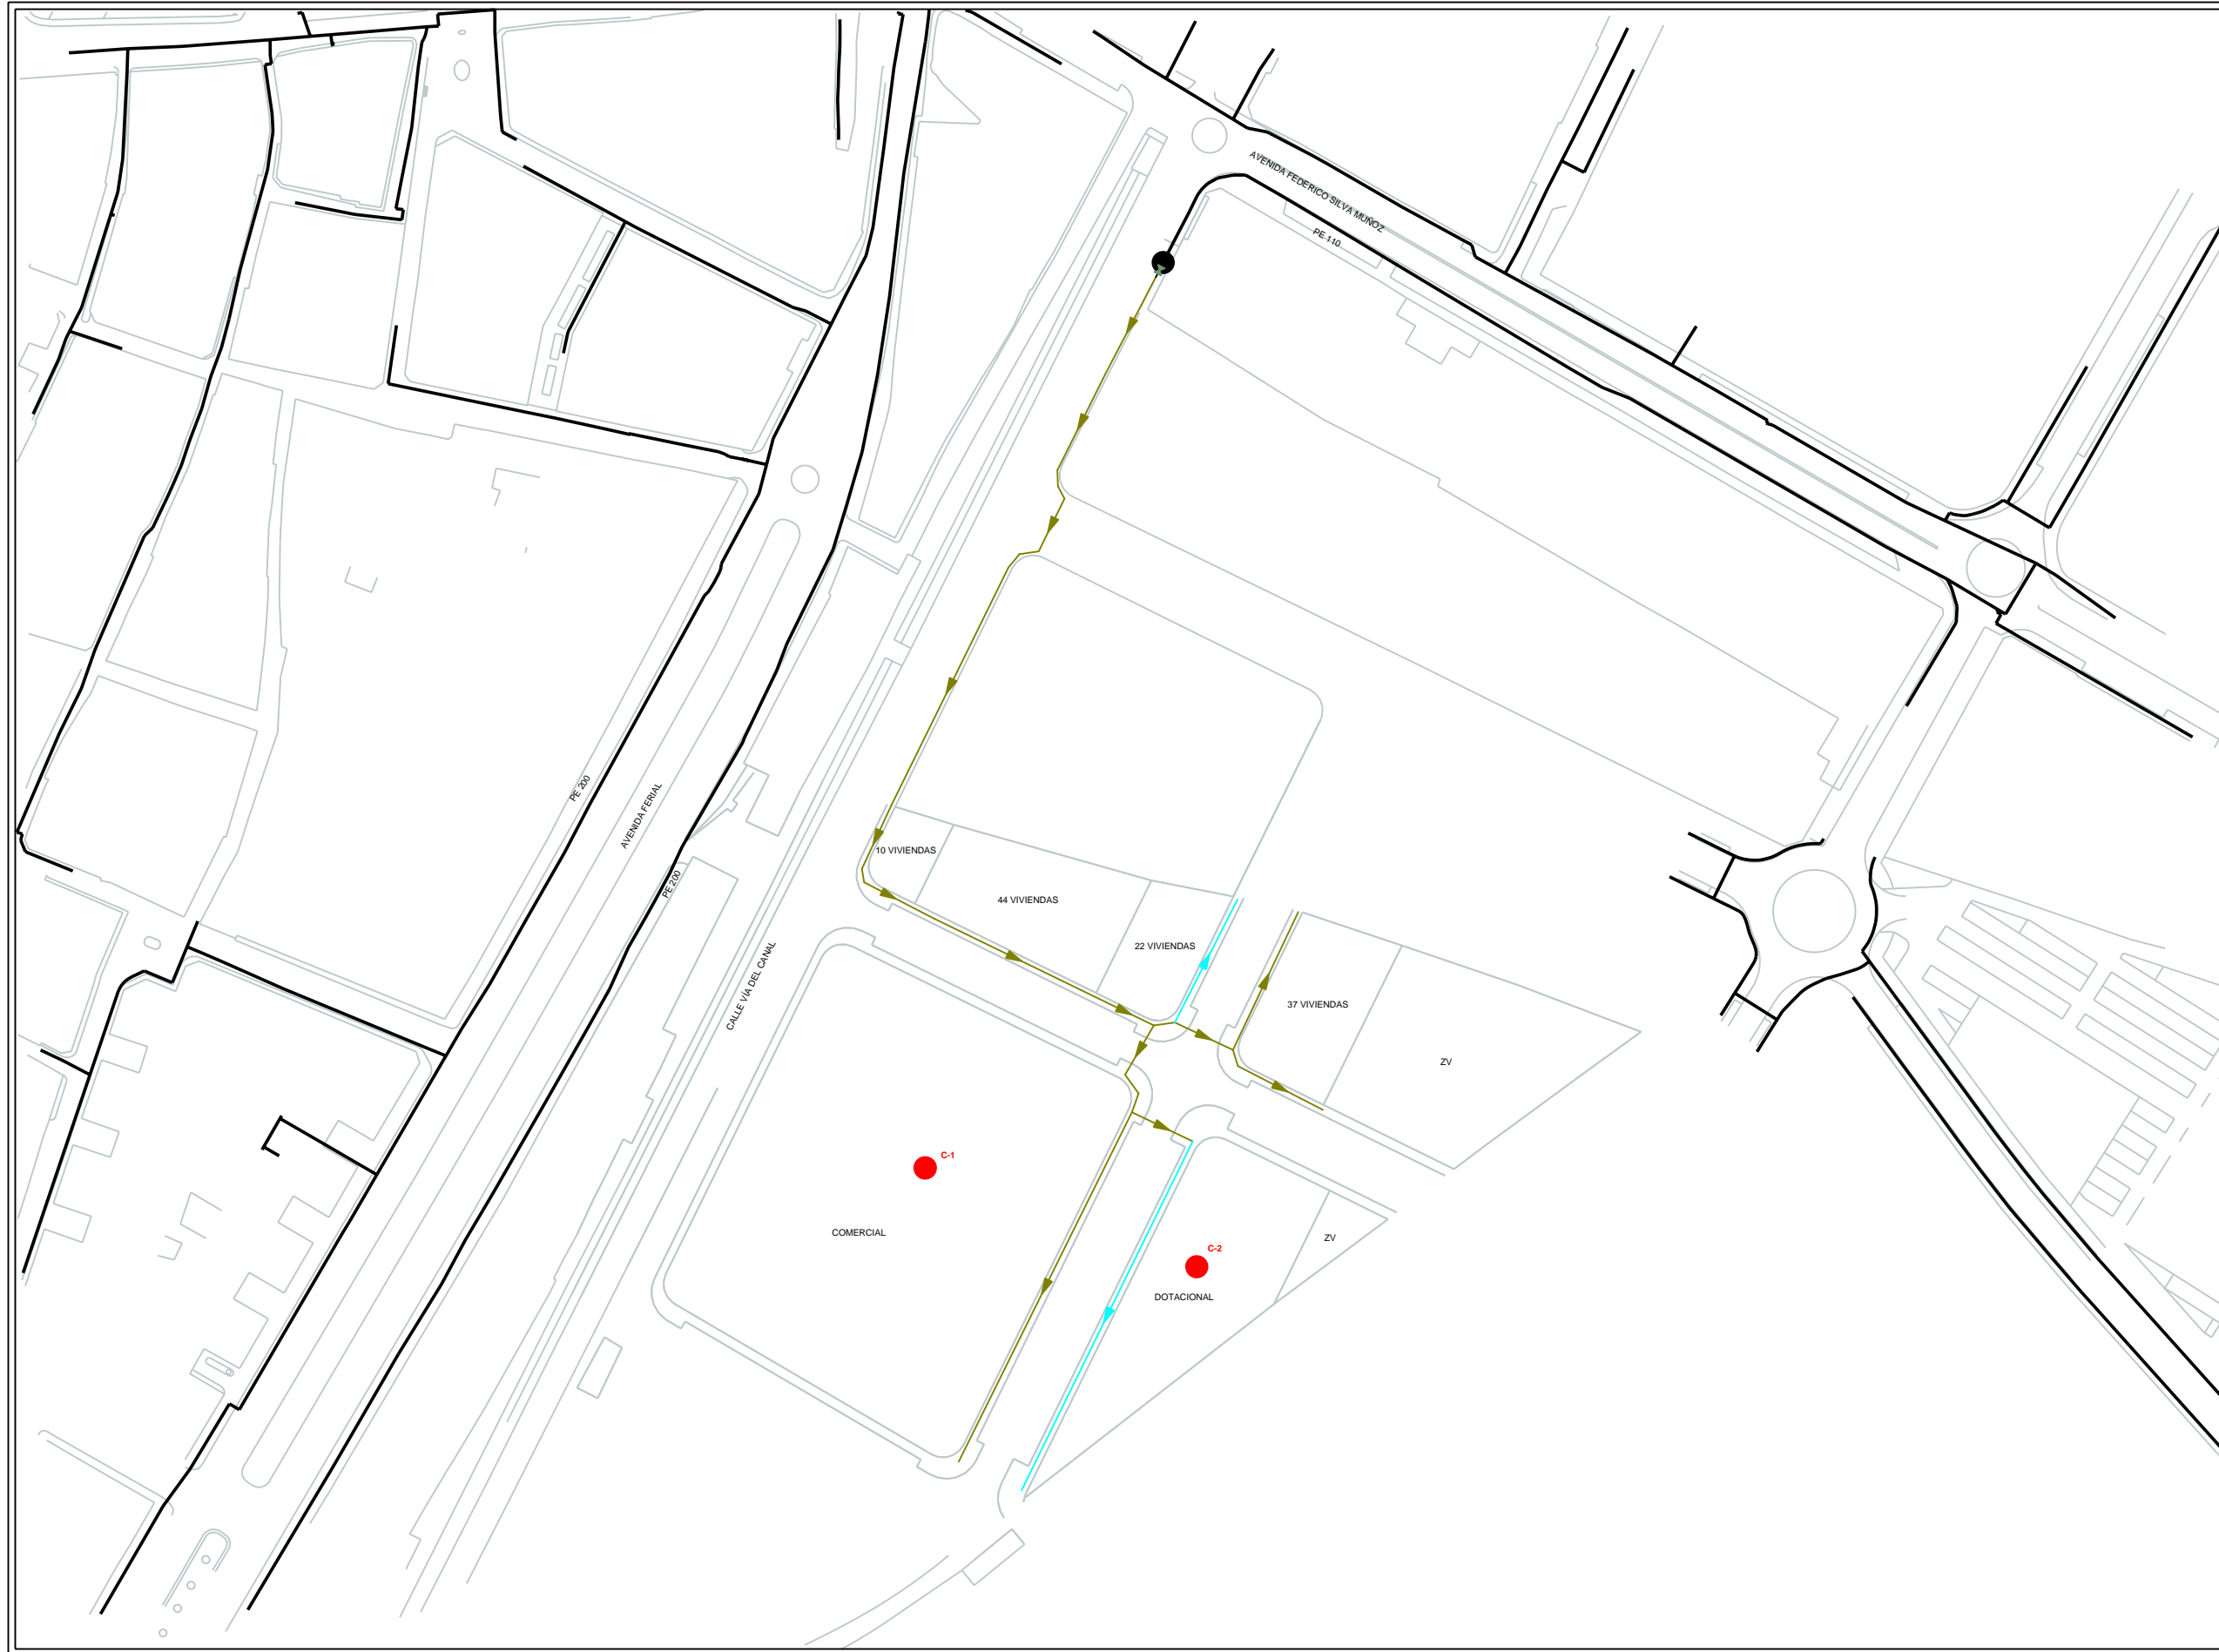 AVENIDA FEDERICO SILVA MUÑOZ
PE 110
PE 200
AVENIDA FERIAL
PE 200
10 VIVIENDAS
44 VIVIENDAS
22 VIVIENDAS
CALLE VÍA DEL CANAL
37 VIVIENDAS
ZV
C-1
COMERCIAL
ZV
C-2
DOTACIONAL